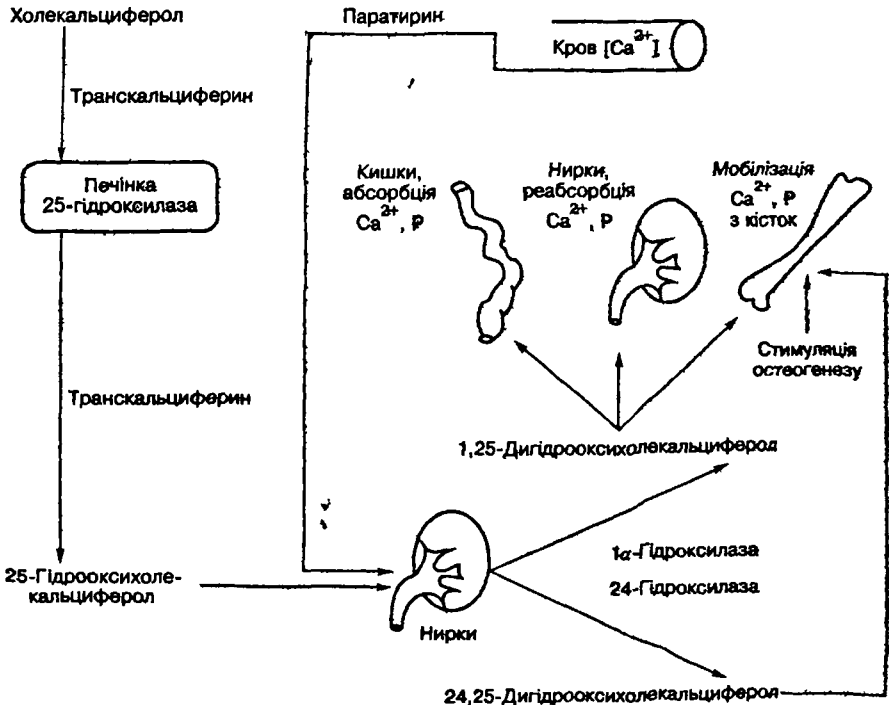 Холекальциферол
Транскальциферин
Печінка
25-гідроксилаза
Транскальциферин
25-Гідрооксихоле-
кальциферол
Паратирин
Кров [Ca2+]
Кишки,
абсорбція
Ca2+, P
Нирки,
реабсорбція
Ca2+, P
Мобілізація
Ca2+, P
з кісток
Стимуляція
остеогенезу
1,25-Дигідрооксихолекальциферол
1α-Гідроксилаза
24-Гідроксилаза
Нирки
24,25-Дигідрооксихолекальциферол